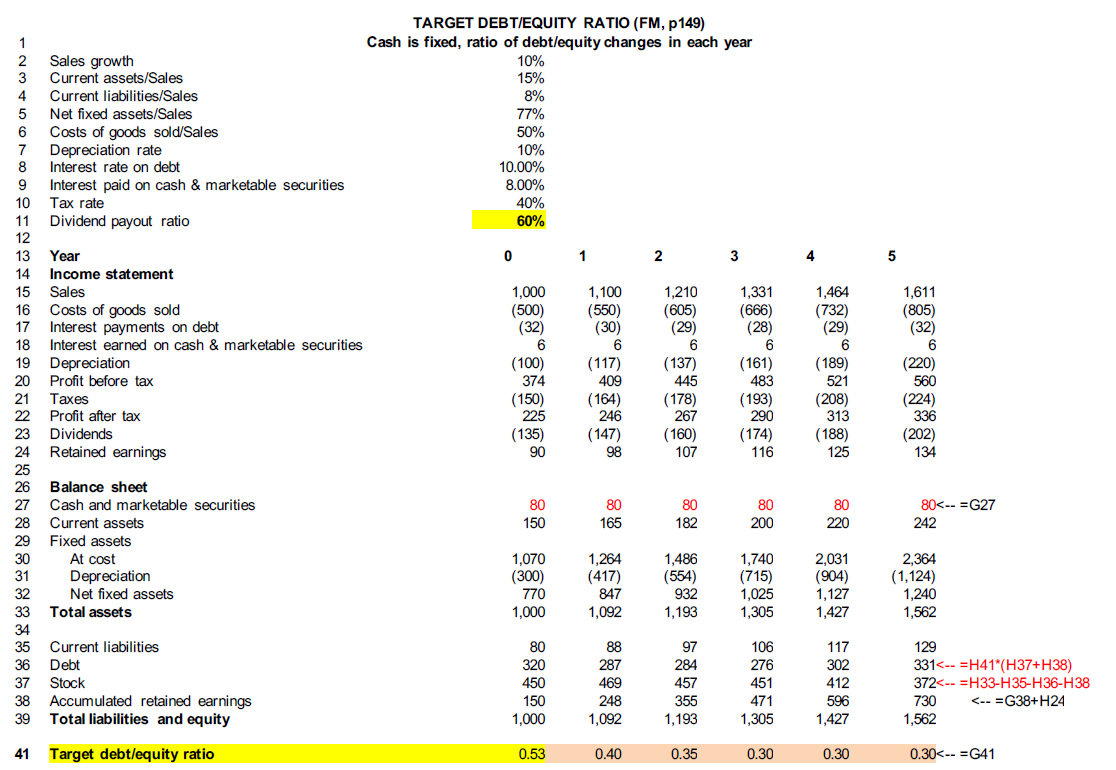 TARGET DEBT/EQUITY RATIO (FM, p149)
1 Cash is fixed, ratio of debt/equity changes in each year
2 Sales growth 10%
3 Current assets/Sales 15%
4 Current liabilities/Sales 8%
5 Net fixed assets/Sales 77%
6 Costs of goods sold/Sales 50%
7 Depreciation rate 10%
8 Interest rate on debt 10.00%
9 Interest paid on cash & marketable securities 8.00%
10 Tax rate 40%
11 Dividend payout ratio 60%
12
13 Year 0 1 2 3 4 5
14 Income statement
15 Sales 1,000 1,100 1,210 1,331 1,464 1,611
16 Costs of goods sold (500) (550) (605) (666) (732) (805)
17 Interest payments on debt (32) (30) (29) (28) (29) (32)
18 Interest earned on cash & marketable securities 6 6 6 6 6 6
19 Depreciation (100) (117) (137) (161) (189) (220)
20 Profit before tax 374 409 445 483 521 560
21 Taxes (150) (164) (178) (193) (208) (224)
22 Profit after tax 225 246 267 290 313 336
23 Dividends (135) (147) (160) (174) (188) (202)
24 Retained earnings 90 98 107 116 125 134
25
26 Balance sheet
27 Cash and marketable securities 80 80 80 80 80 80<-- =G27
28 Current assets 150 165 182 200 220 242
29 Fixed assets
30 At cost 1,070 1,264 1,486 1,740 2,031 2,364
31 Depreciation (300) (417) (554) (715) (904) (1,124)
32 Net fixed assets 770 847 932 1,025 1,127 1,240
33 Total assets 1,000 1,092 1,193 1,305 1,427 1,562
34
35 Current liabilities 80 88 97 106 117 129
36 Debt 320 287 284 276 302 331<-- =H41*(H37+H38)
37 Stock 450 469 457 451 412 372<-- =H33-H35-H36-H38
38 Accumulated retained earnings 150 248 355 471 596 730 <-- =G38+H24
39 Total liabilities and equity 1,000 1,092 1,193 1,305 1,427 1,562
41 Target debt/equity ratio 0.53 0.40 0.35 0.30 0.30 0.30<-- =G41